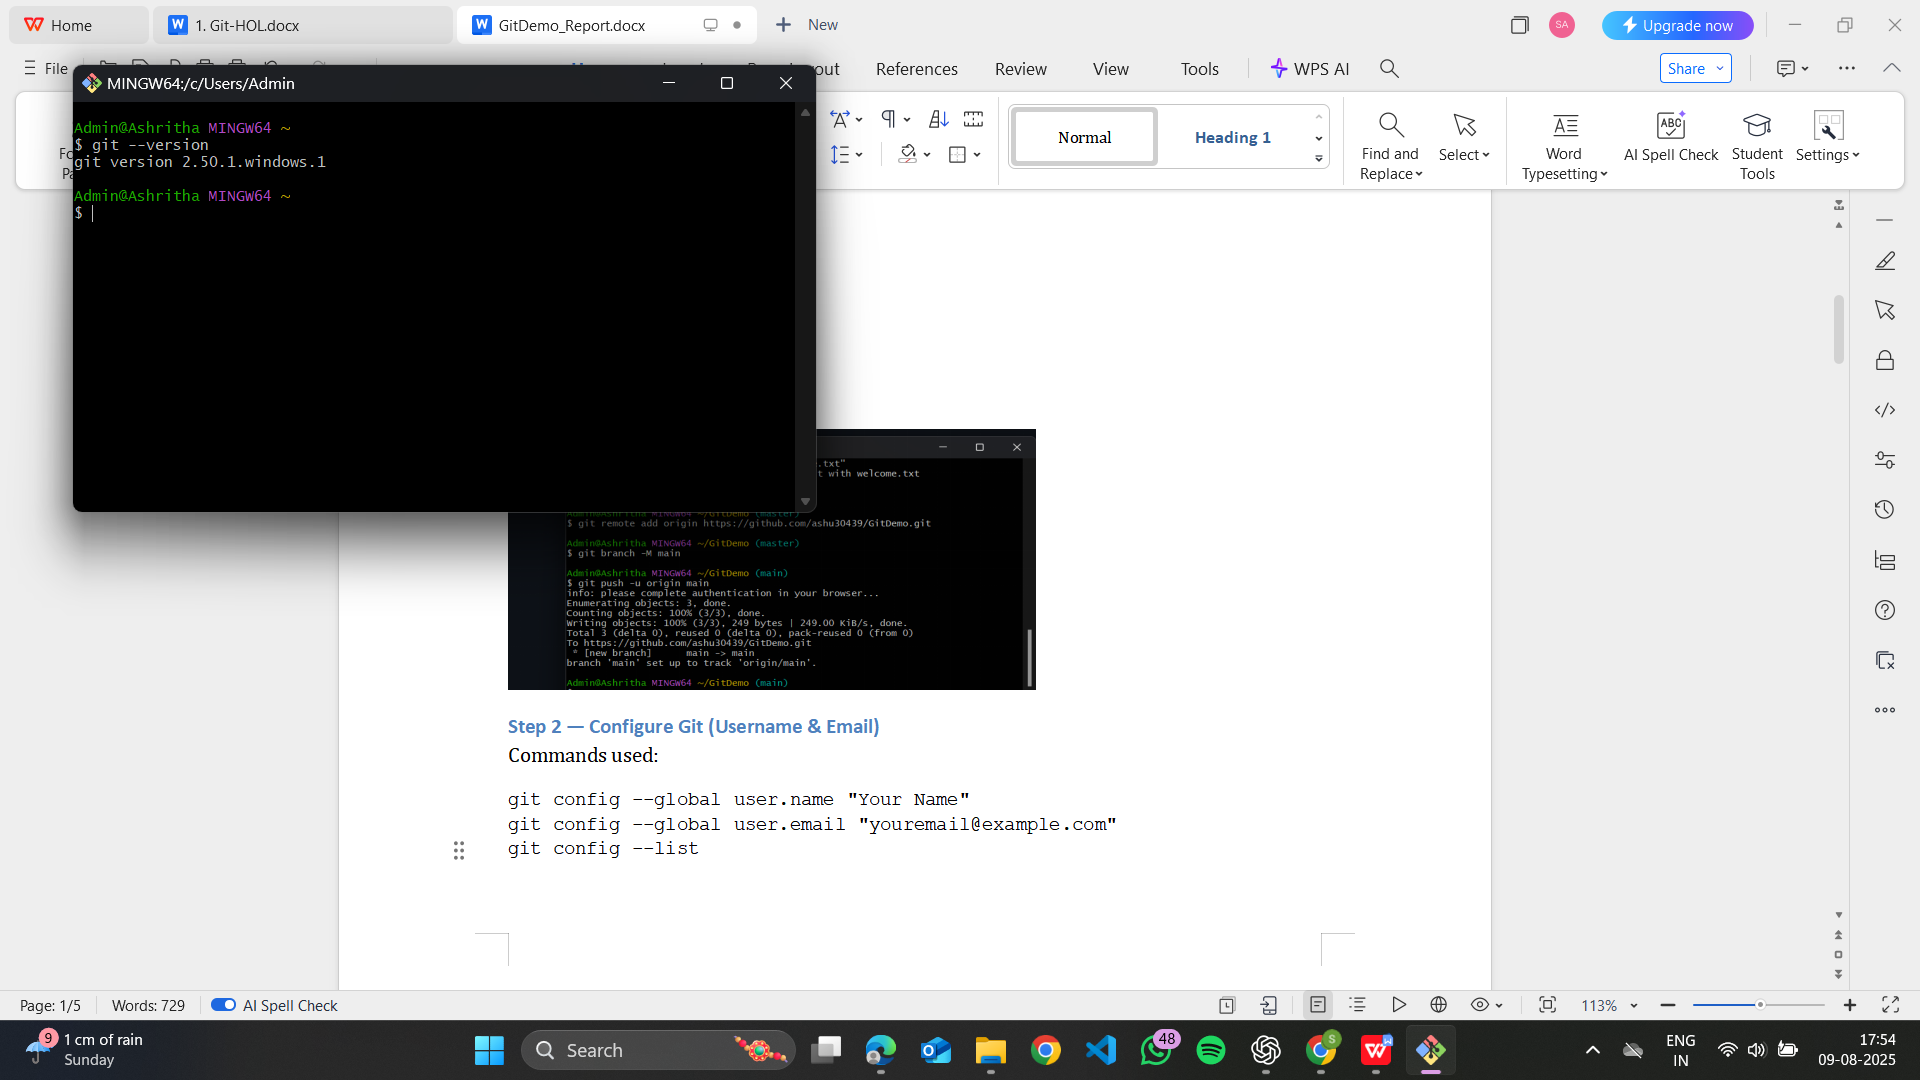 Home
1. Git-HOL.docx
GitDemo_Report.docx
New
SA
Upgrade now
File
out
References
Review
View
Tools
WPS AI
Share
MINGW64:/c/Users/Admin
Admin@Ashritha MINGW64 ~
$ git --version
git version 2.50.1.windows.1
Admin@Ashritha MINGW64 ~
$
Normal
Heading 1
Find and Replace
Select
Word Typesetting
AI Spell Check
Student Tools
Settings
.txt"
t with welcome.txt
Admin@Ashritha MINGW64 ~/GitDemo (master)
$ git remote add origin https://github.com/ashu30439/GitDemo.git
Admin@Ashritha MINGW64 ~/GitDemo (master)
$ git branch -M main
Admin@Ashritha MINGW64 ~/GitDemo (main)
$ git push -u origin main
info: please complete authentication in your browser...
Enumerating objects: 3, done.
Counting objects: 100% (3/3), done.
Writing objects: 100% (3/3), 249 bytes | 249.00 KiB/s, done.
Total 3 (delta 0), reused 0 (delta 0), pack-reused 0 (from 0)
To https://github.com/ashu30439/GitDemo.git
* [new branch]      main -> main
branch 'main' set up to track 'origin/main'.
Admin@Ashritha MINGW64 ~/GitDemo (main)
Step 2 — Configure Git (Username & Email)
Commands used:
git config --global user.name "Your Name"
git config --global user.email "youremail@example.com"
git config --list
Page: 1/5
Words: 729
AI Spell Check
113%
9
1 cm of rain
Sunday
Search
48
S
ENG
IN
17:54
09-08-2025